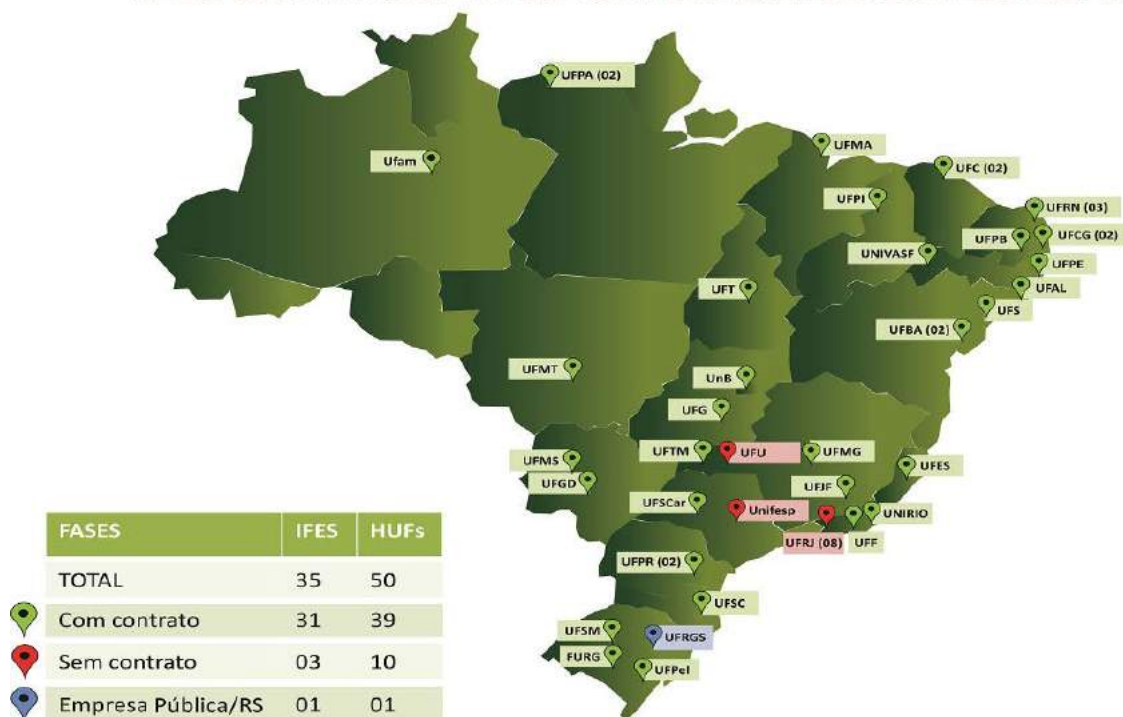 UFPA (02)
UFMA
Ufam
UFC (02)
UFPI
UFRN (03)
UFPB
UFCG (02)
UNIVASF
UFPE
UFT
UFAL
UFS
UFBA (02)
UFMT
UnB
UFG
UFTM
UFU
UFMG
UFMS
UFES
UFGD
UFJF
UFSCar
Unifesp
UNIRIO
UFRJ (08)
UFF
UFPR (02)
UFSC
UFSM
UFRGS
FURG
UFPel
FASES IFES HUFs
TOTAL 35 50
Com contrato 31 39
Sem contrato 03 10
Empresa Pública/RS 01 01